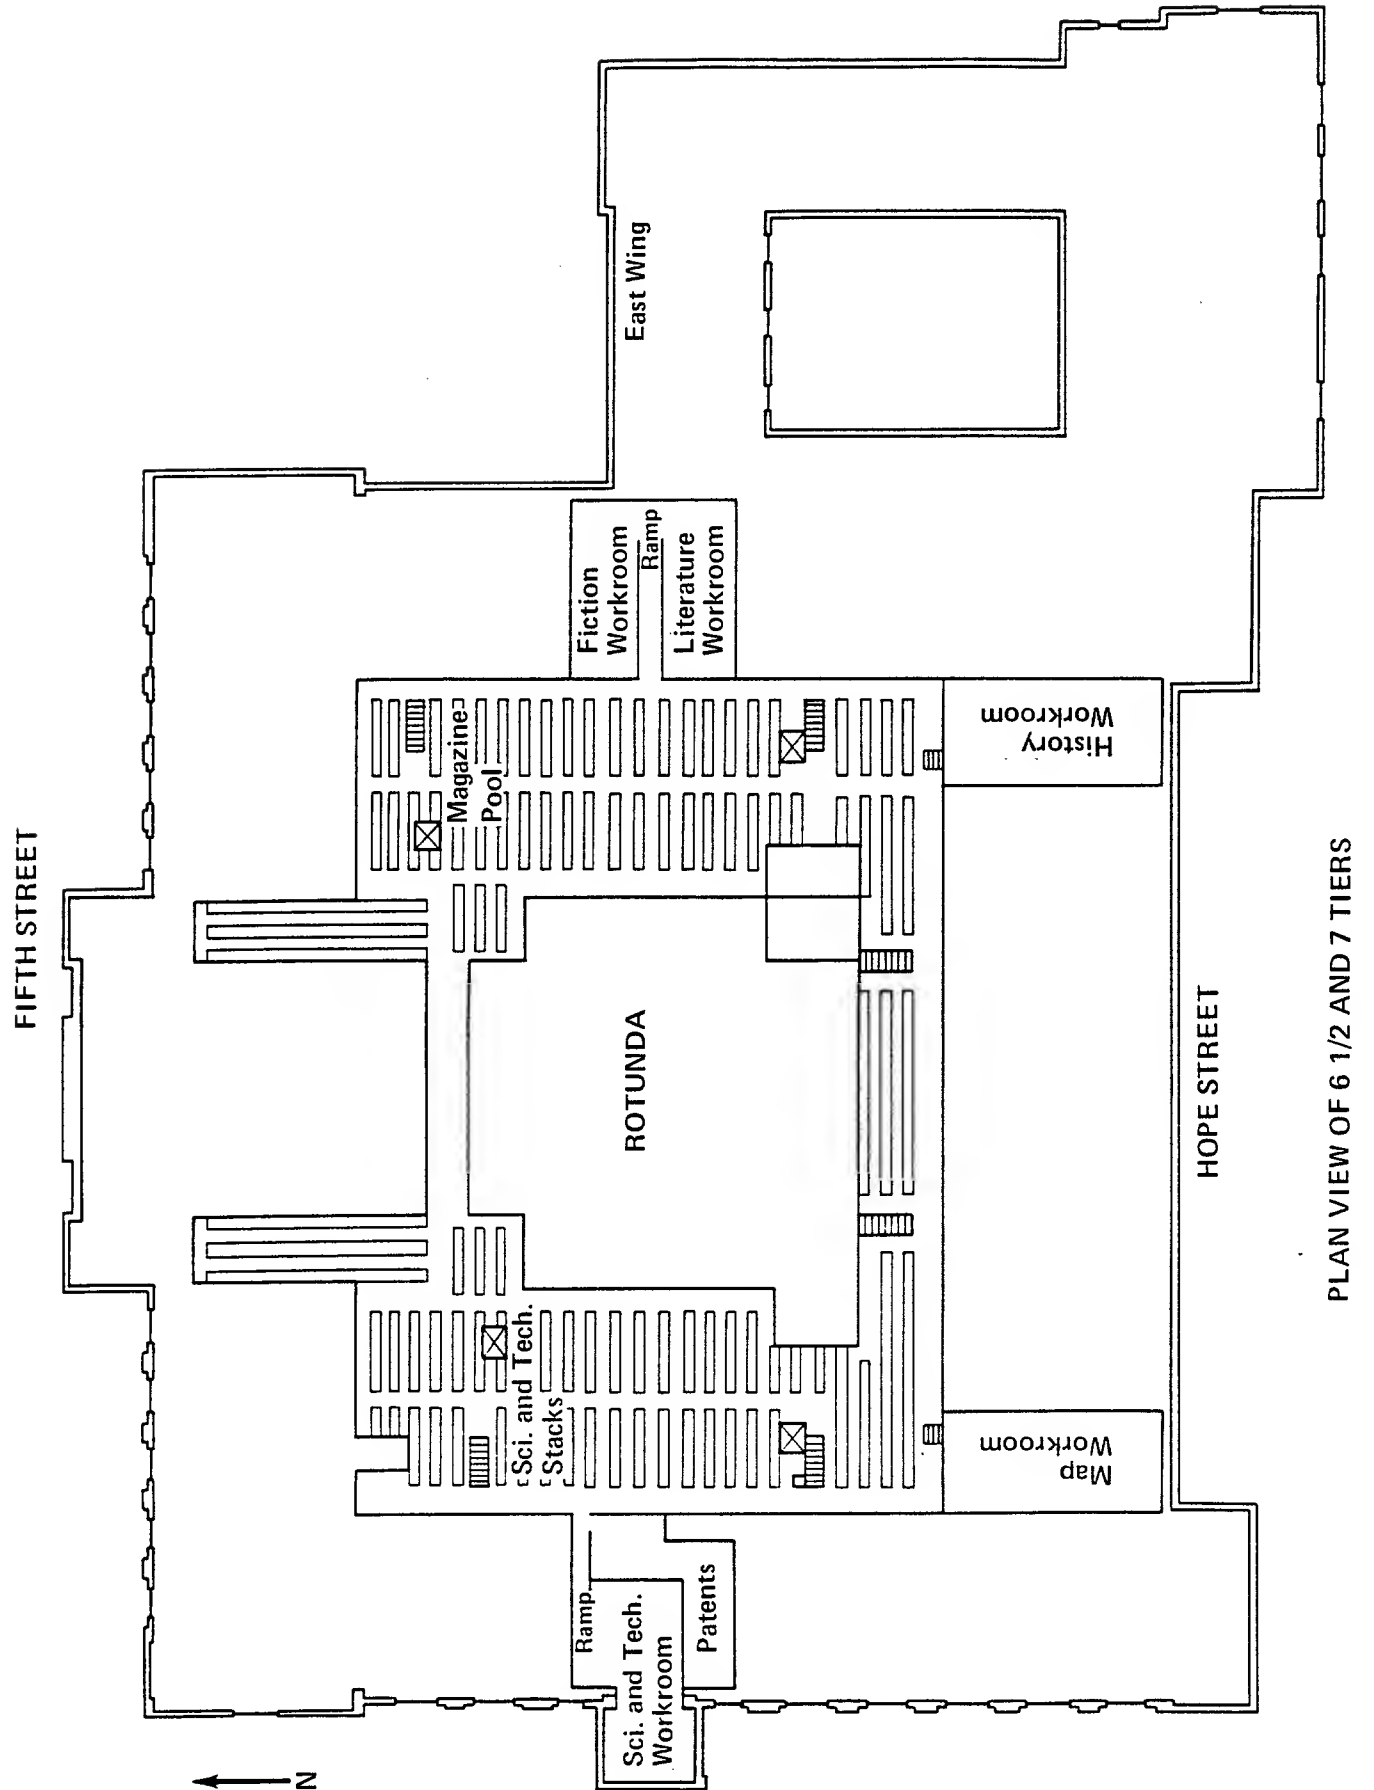 FIFTH STREET
East Wing
Fiction
Workroom
Ramp
Literature
Workroom
Magazine
Pool
History
Workroom
ROTUNDA
Sci. and Tech.
Stacks
Map
Workroom
Ramp
Sci. and Tech.
Workroom
Patents
N
HOPE STREET
PLAN VIEW OF 6 1/2 AND 7 TIERS